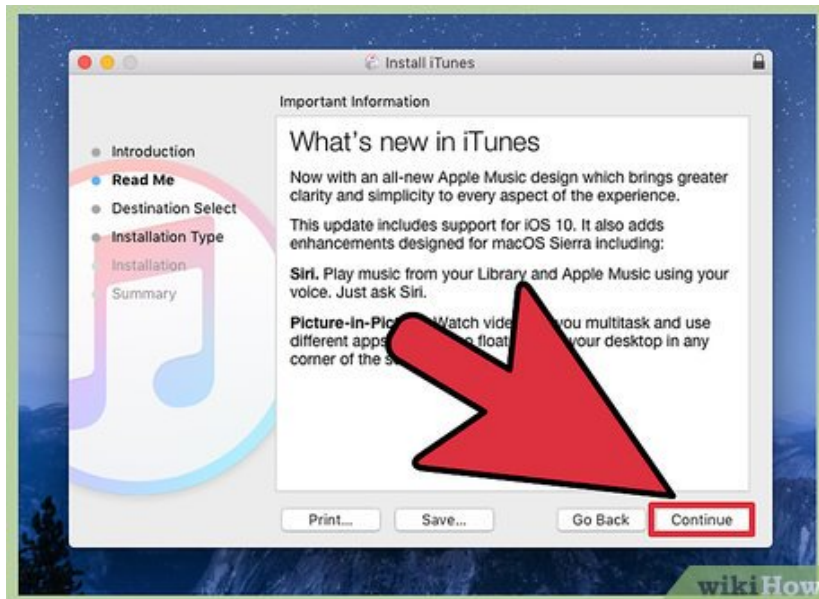 Install iTunes
Important Information
Introduction
Read Me
Destination Select
Installation Type
Installation
Summary
What's new in iTunes
Now with an all-new Apple Music design which brings greater
clarity and simplicity to every aspect of the experience.
This update includes support for iOS 10. It also adds
enhancements designed for macOS Sierra including:
Siri. Play music from your Library and Apple Music using your
voice. Just ask Siri.
Watch you multitask and use
different apps your desktop in any
corner of the
Print... Save... Go Back Continue
wikiHow